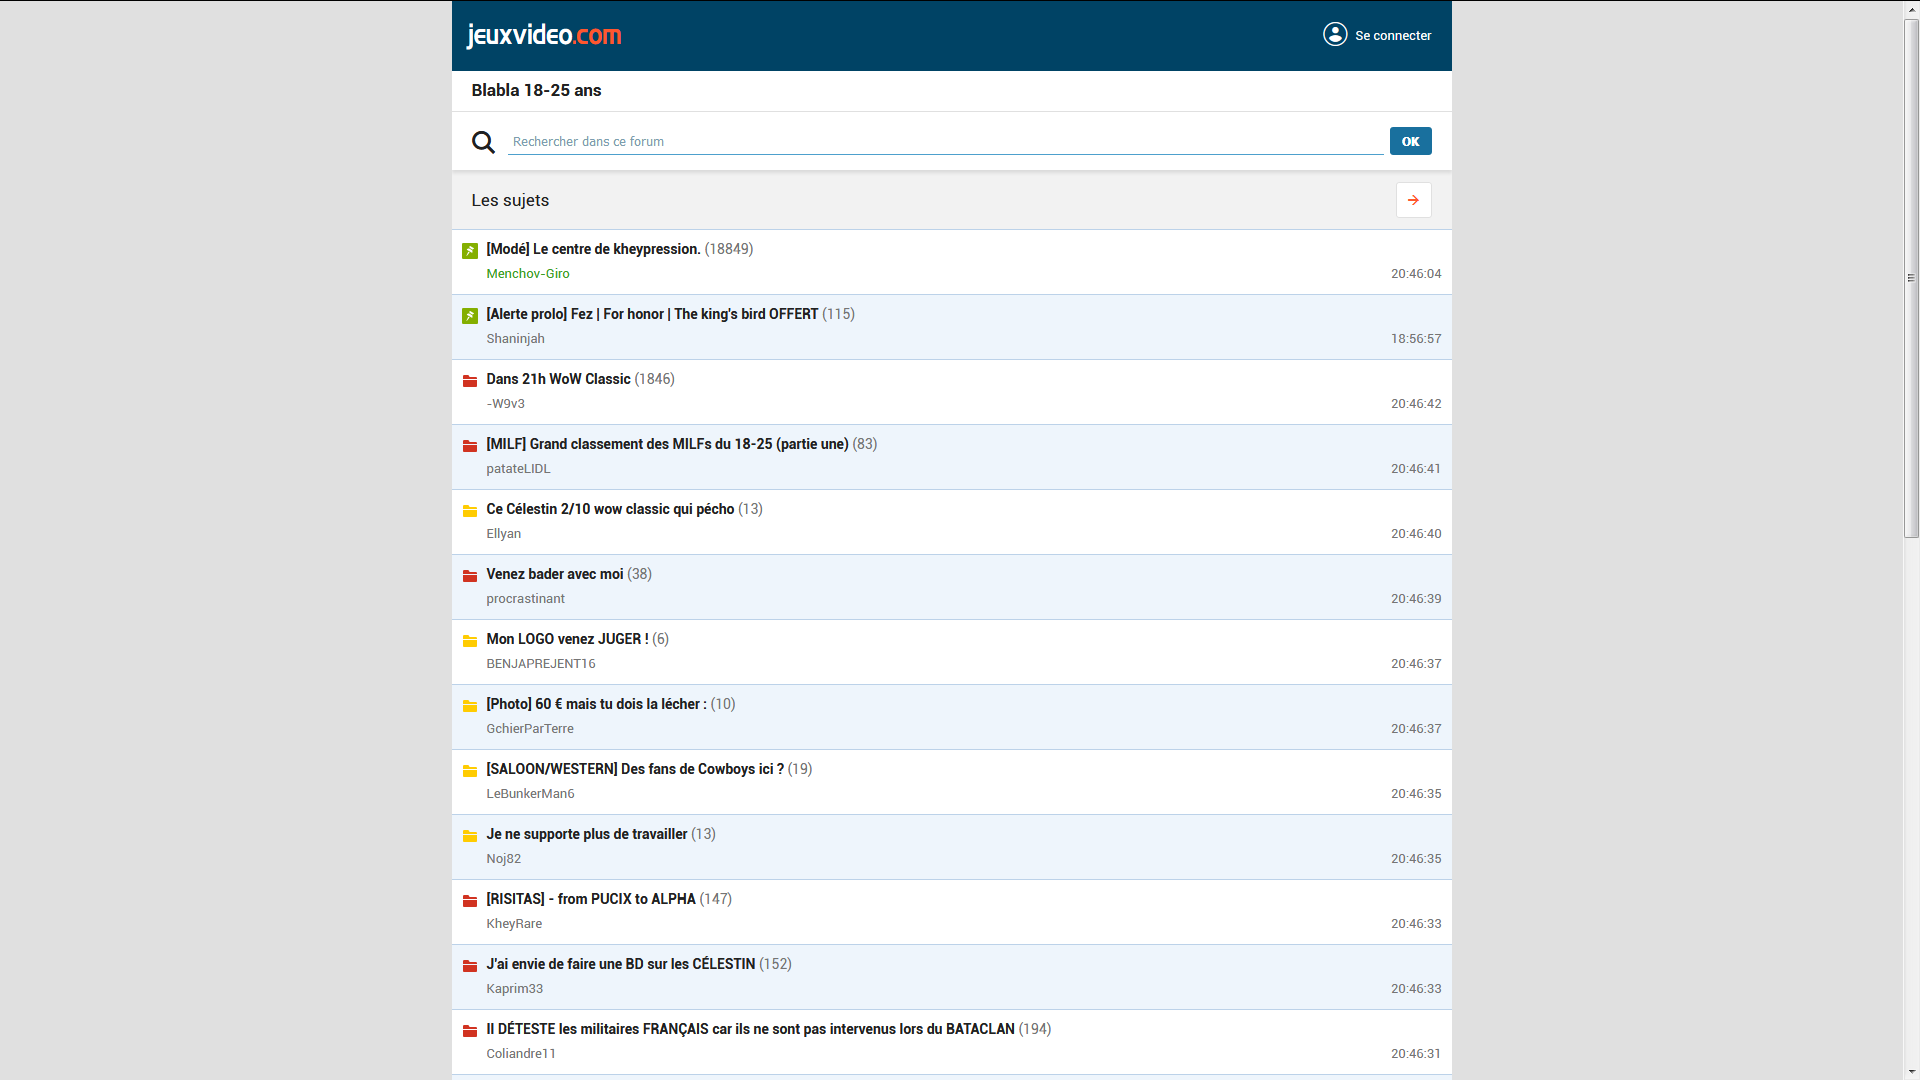 jeuxvideo.com
Se connecter
Blabla 18-25 ans
Rechercher dans ce forum
OK
Les sujets
[Modé] Le centre de kheypression. (18849)
Menchov-Giro 20:46:04
[Alerte prolo] Fez | For honor | The king's bird OFFERT (115)
Shaninjah 18:56:57
Dans 21h WoW Classic (1846)
-W9v3 20:46:42
[MILF] Grand classement des MILFs du 18-25 (partie une) (83)
patateLIDL 20:46:41
Ce Célestin 2/10 wow classic qui pécho (13)
Ellyan 20:46:40
Venez bader avec moi (38)
procrastinant 20:46:39
Mon LOGO venez JUGER ! (6)
BENJAPREJENT16 20:46:37
[Photo] 60 € mais tu dois la lécher : (10)
GchierParTerre 20:46:37
[SALOON/WESTERN] Des fans de Cowboys ici ? (19)
LeBunkerMan6 20:46:35
Je ne supporte plus de travailler (13)
Noj82 20:46:35
[RISITAS] - from PUCIX to ALPHA (147)
KheyRare 20:46:33
J'ai envie de faire une BD sur les CÉLESTIN (152)
Kaprim33 20:46:33
Il DÉTESTE les militaires FRANÇAIS car ils ne sont pas intervenus lors du BATACLAN (194)
Coliandre11 20:46:31